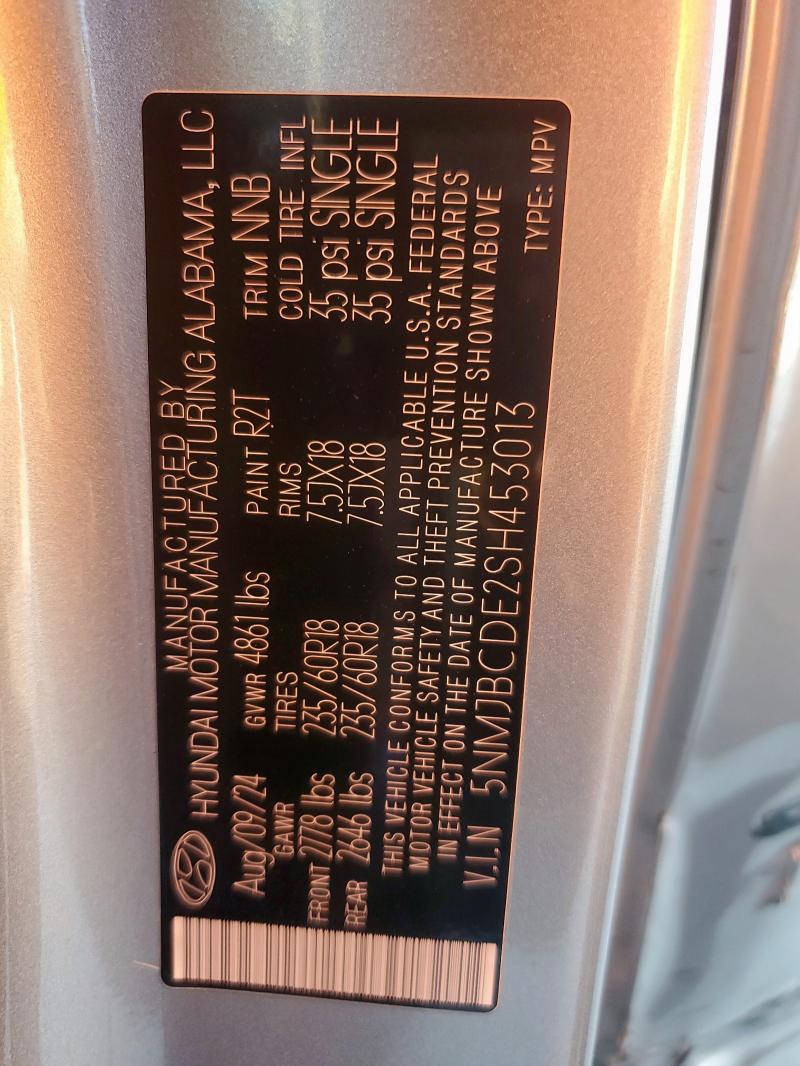 MANUFACTURED BY
HYUNDAI MOTOR MANUFACTURING ALABAMA, LLC
Aug/09/24 GVWR 4861 lbs PAINT R2T TRIM NNB
GAWR TIRES RIMS COLD TIRE INFL
FRONT 2778 lbs 235/60R18 7.5JX18 35 psi SINGLE
REAR 2646 lbs 235/60R18 7.5JX18 35 psi SINGLE
THIS VEHICLE CONFORMS TO ALL APPLICABLE U.S.A. FEDERAL
MOTOR VEHICLE SAFETY AND THEFT PREVENTION STANDARDS
IN EFFECT ON THE DATE OF MANUFACTURE SHOWN ABOVE
V.I.N 5NMJBCDE2SH453013 TYPE: MPV